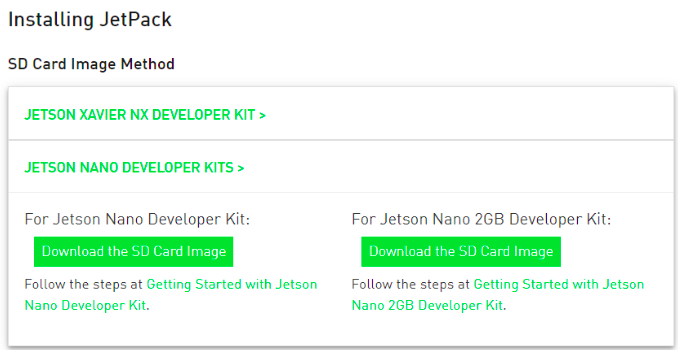 Installing JetPack
SD Card Image Method
JETSON XAVIER NX DEVELOPER KIT >
JETSON NANO DEVELOPER KITS >
For Jetson Nano Developer Kit:
Download the SD Card Image
Follow the steps at Getting Started with Jetson
Nano Developer Kit.
For Jetson Nano 2GB Developer Kit:
Download the SD Card Image
Follow the steps at Getting Started with Jetson
Nano 2GB Developer Kit.